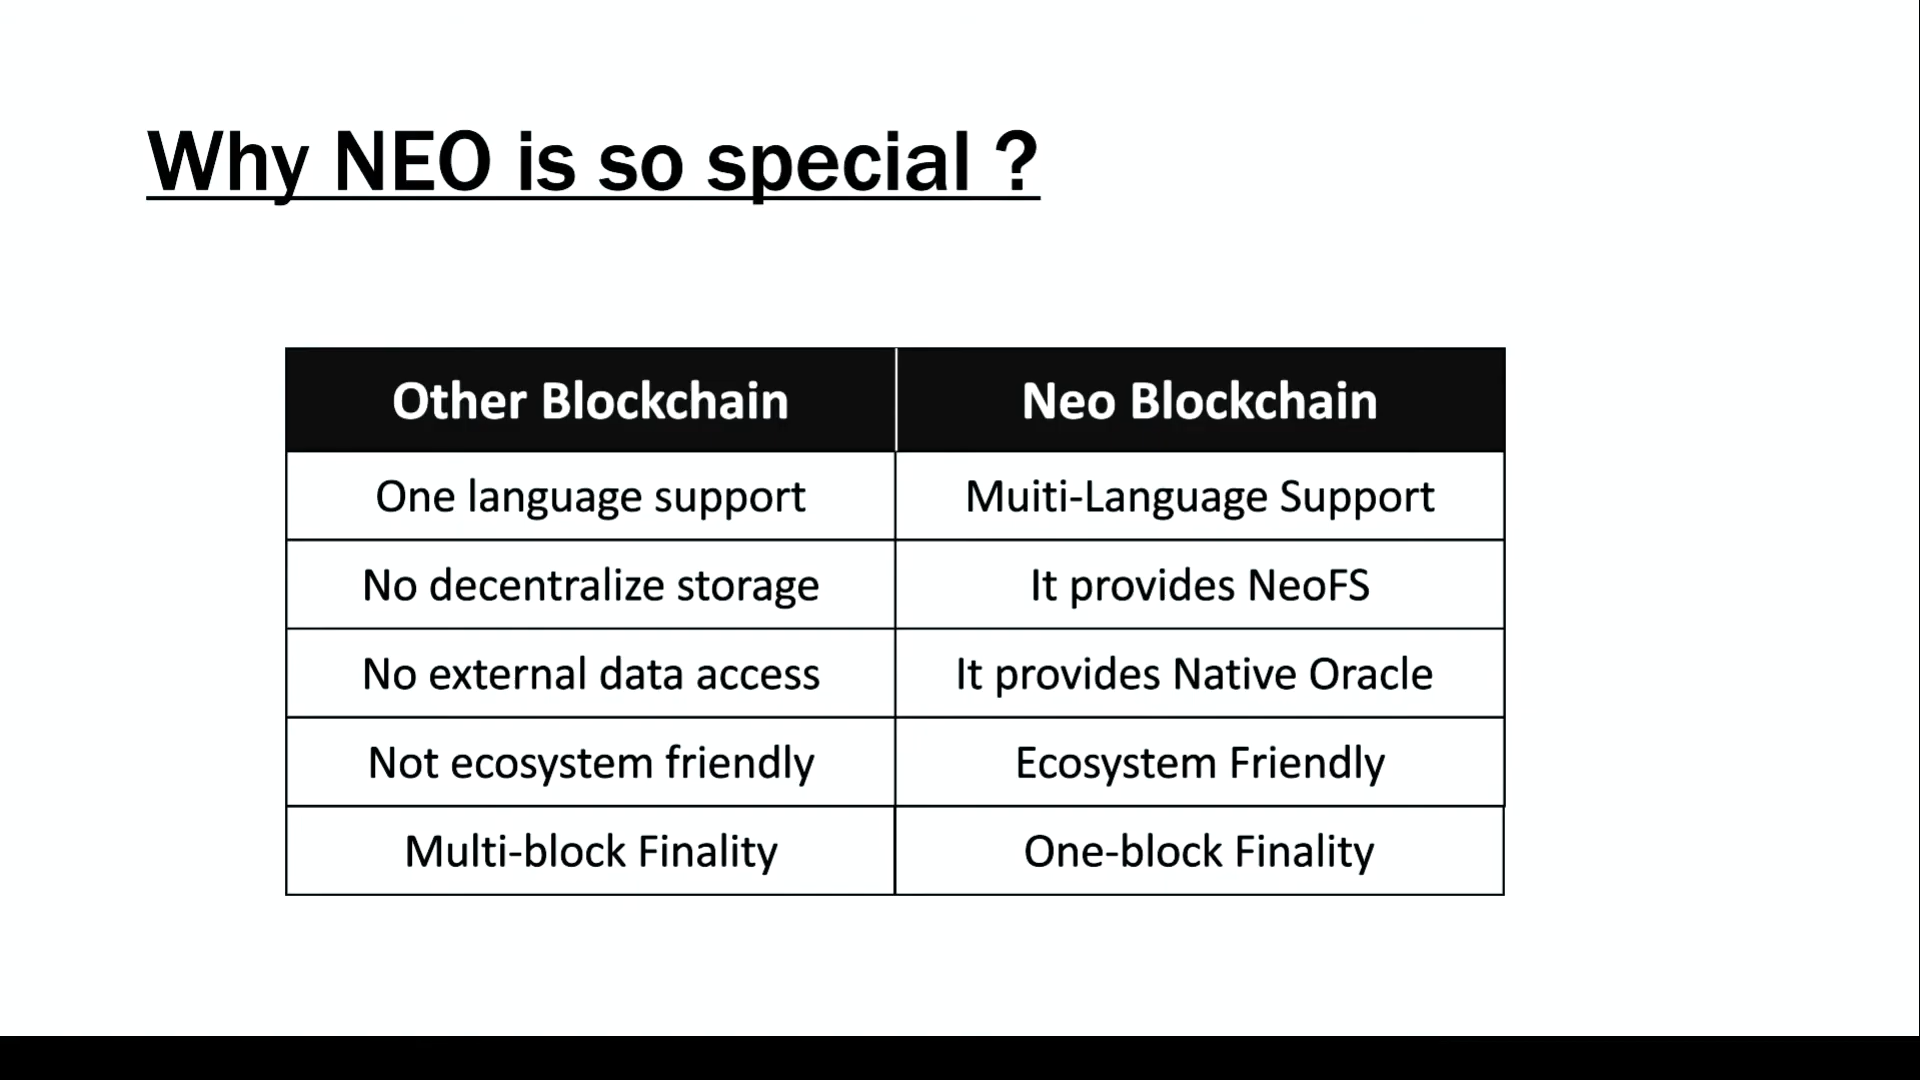 Why NEO is so special ?
Other Blockchain Neo Blockchain
One language support Muiti-Language Support
No decentralize storage It provides NeoFS
No external data access It provides Native Oracle
Not ecosystem friendly Ecosystem Friendly
Multi-block Finality One-block Finality